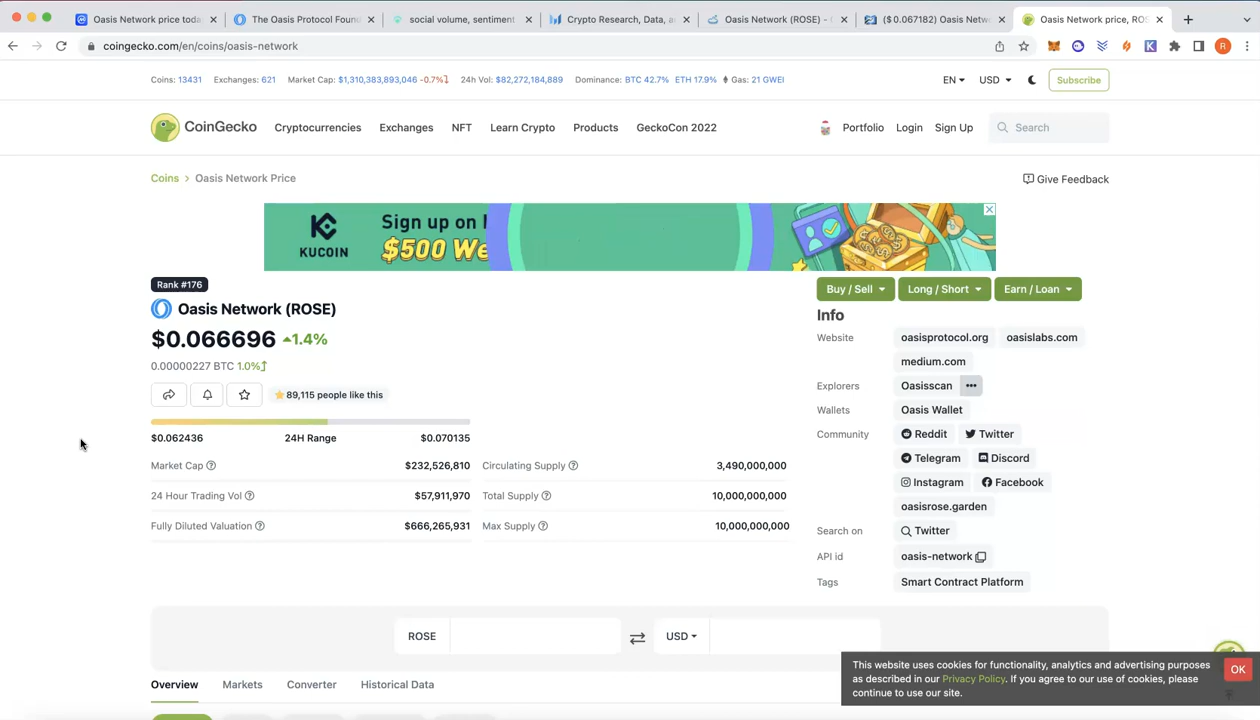 Oasis Network price toda
The Oasis Protocol Foun
social volume, sentiment
Crypto Research, Data, a
Oasis Network (ROSE) -
($0.067182) Oasis Netw
Oasis Network price, ROS
coingecko.com/en/coins/oasis-network
R
Coins: 13431 Exchanges: 621 Market Cap: $1,310,383,893,046 -0.7% 24h Vol: $82,272,184,889 Dominance: BTC 42.7% ETH 17.9% Gas: 21 GWEI
EN USD Subscribe
CoinGecko Cryptocurrencies Exchanges NFT Learn Crypto Products GeckoCon 2022 Portfolio Login Sign Up Search
Coins > Oasis Network Price
Give Feedback
KUCOIN
Sign up on
$500 We
Rank #176
Oasis Network (ROSE)
$0.066696 1.4%
0.00000227 BTC 1.0%
89,115 people like this
$0.062436 24H Range $0.070135
Market Cap $232,526,810
24 Hour Trading Vol $57,911,970
Fully Diluted Valuation $666,265,931
Circulating Supply 3,490,000,000
Total Supply 10,000,000,000
Max Supply 10,000,000,000
Buy / Sell Long / Short Earn / Loan
Info
Website oasisprotocol.org oaslslabs.com
medium.com
Explorers Oasisscan •••
Wallets Oasis Wallet
Community Reddit Twitter
Telegram Discord
Instagram Facebook
oasisrose.garden
Search on Twitter
API id oasis-network
Tags Smart Contract Platform
ROSE USD
Overview Markets Converter Historical Data
This website uses cookies for functionality, analytics and advertising purposes
as described in our Privacy Policy. If you agree to our use of cookies, please
continue to use our site.
OK